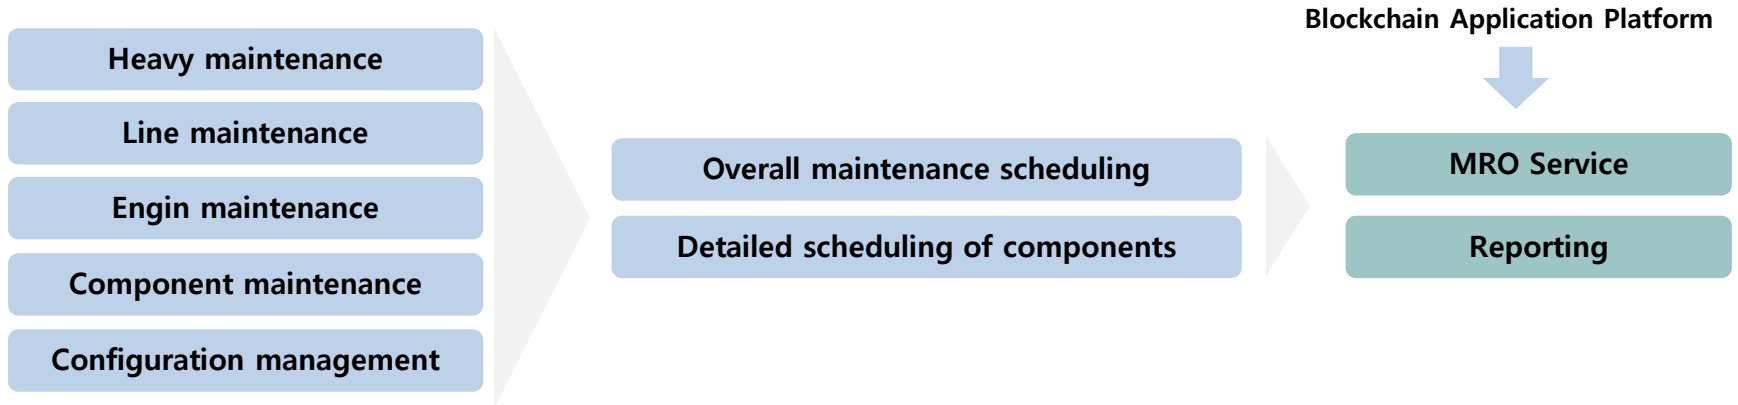 Blockchain Application Platform
Heavy maintenance
Line maintenance
Engin maintenance
Component maintenance
Configuration management
Overall maintenance scheduling
Detailed scheduling of components
MRO Service
Reporting